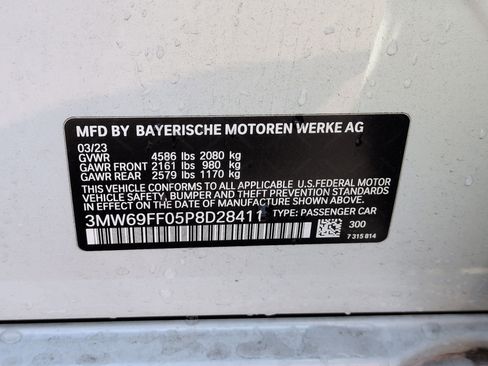 MFD BY BAYERISCHE MOTOREN WERKE AG
03/23
GVWR 4586 lbs 2080 kg
GAWR FRONT 2161 lbs 980 kg
GAWR REAR 2579 lbs 1170 kg
THIS VEHICLE CONFORMS TO ALL APPLICABLE U.S. FEDERAL MOTOR
VEHICLE SAFETY, BUMPER, AND THEFT PREVENTION STANDARDS
IN EFFECT ON THE DATE OF MANUFACTURE SHOWN ABOVE.
3MW69FF05P8D28411 TYPE: PASSENGER CAR
300
7 315 814